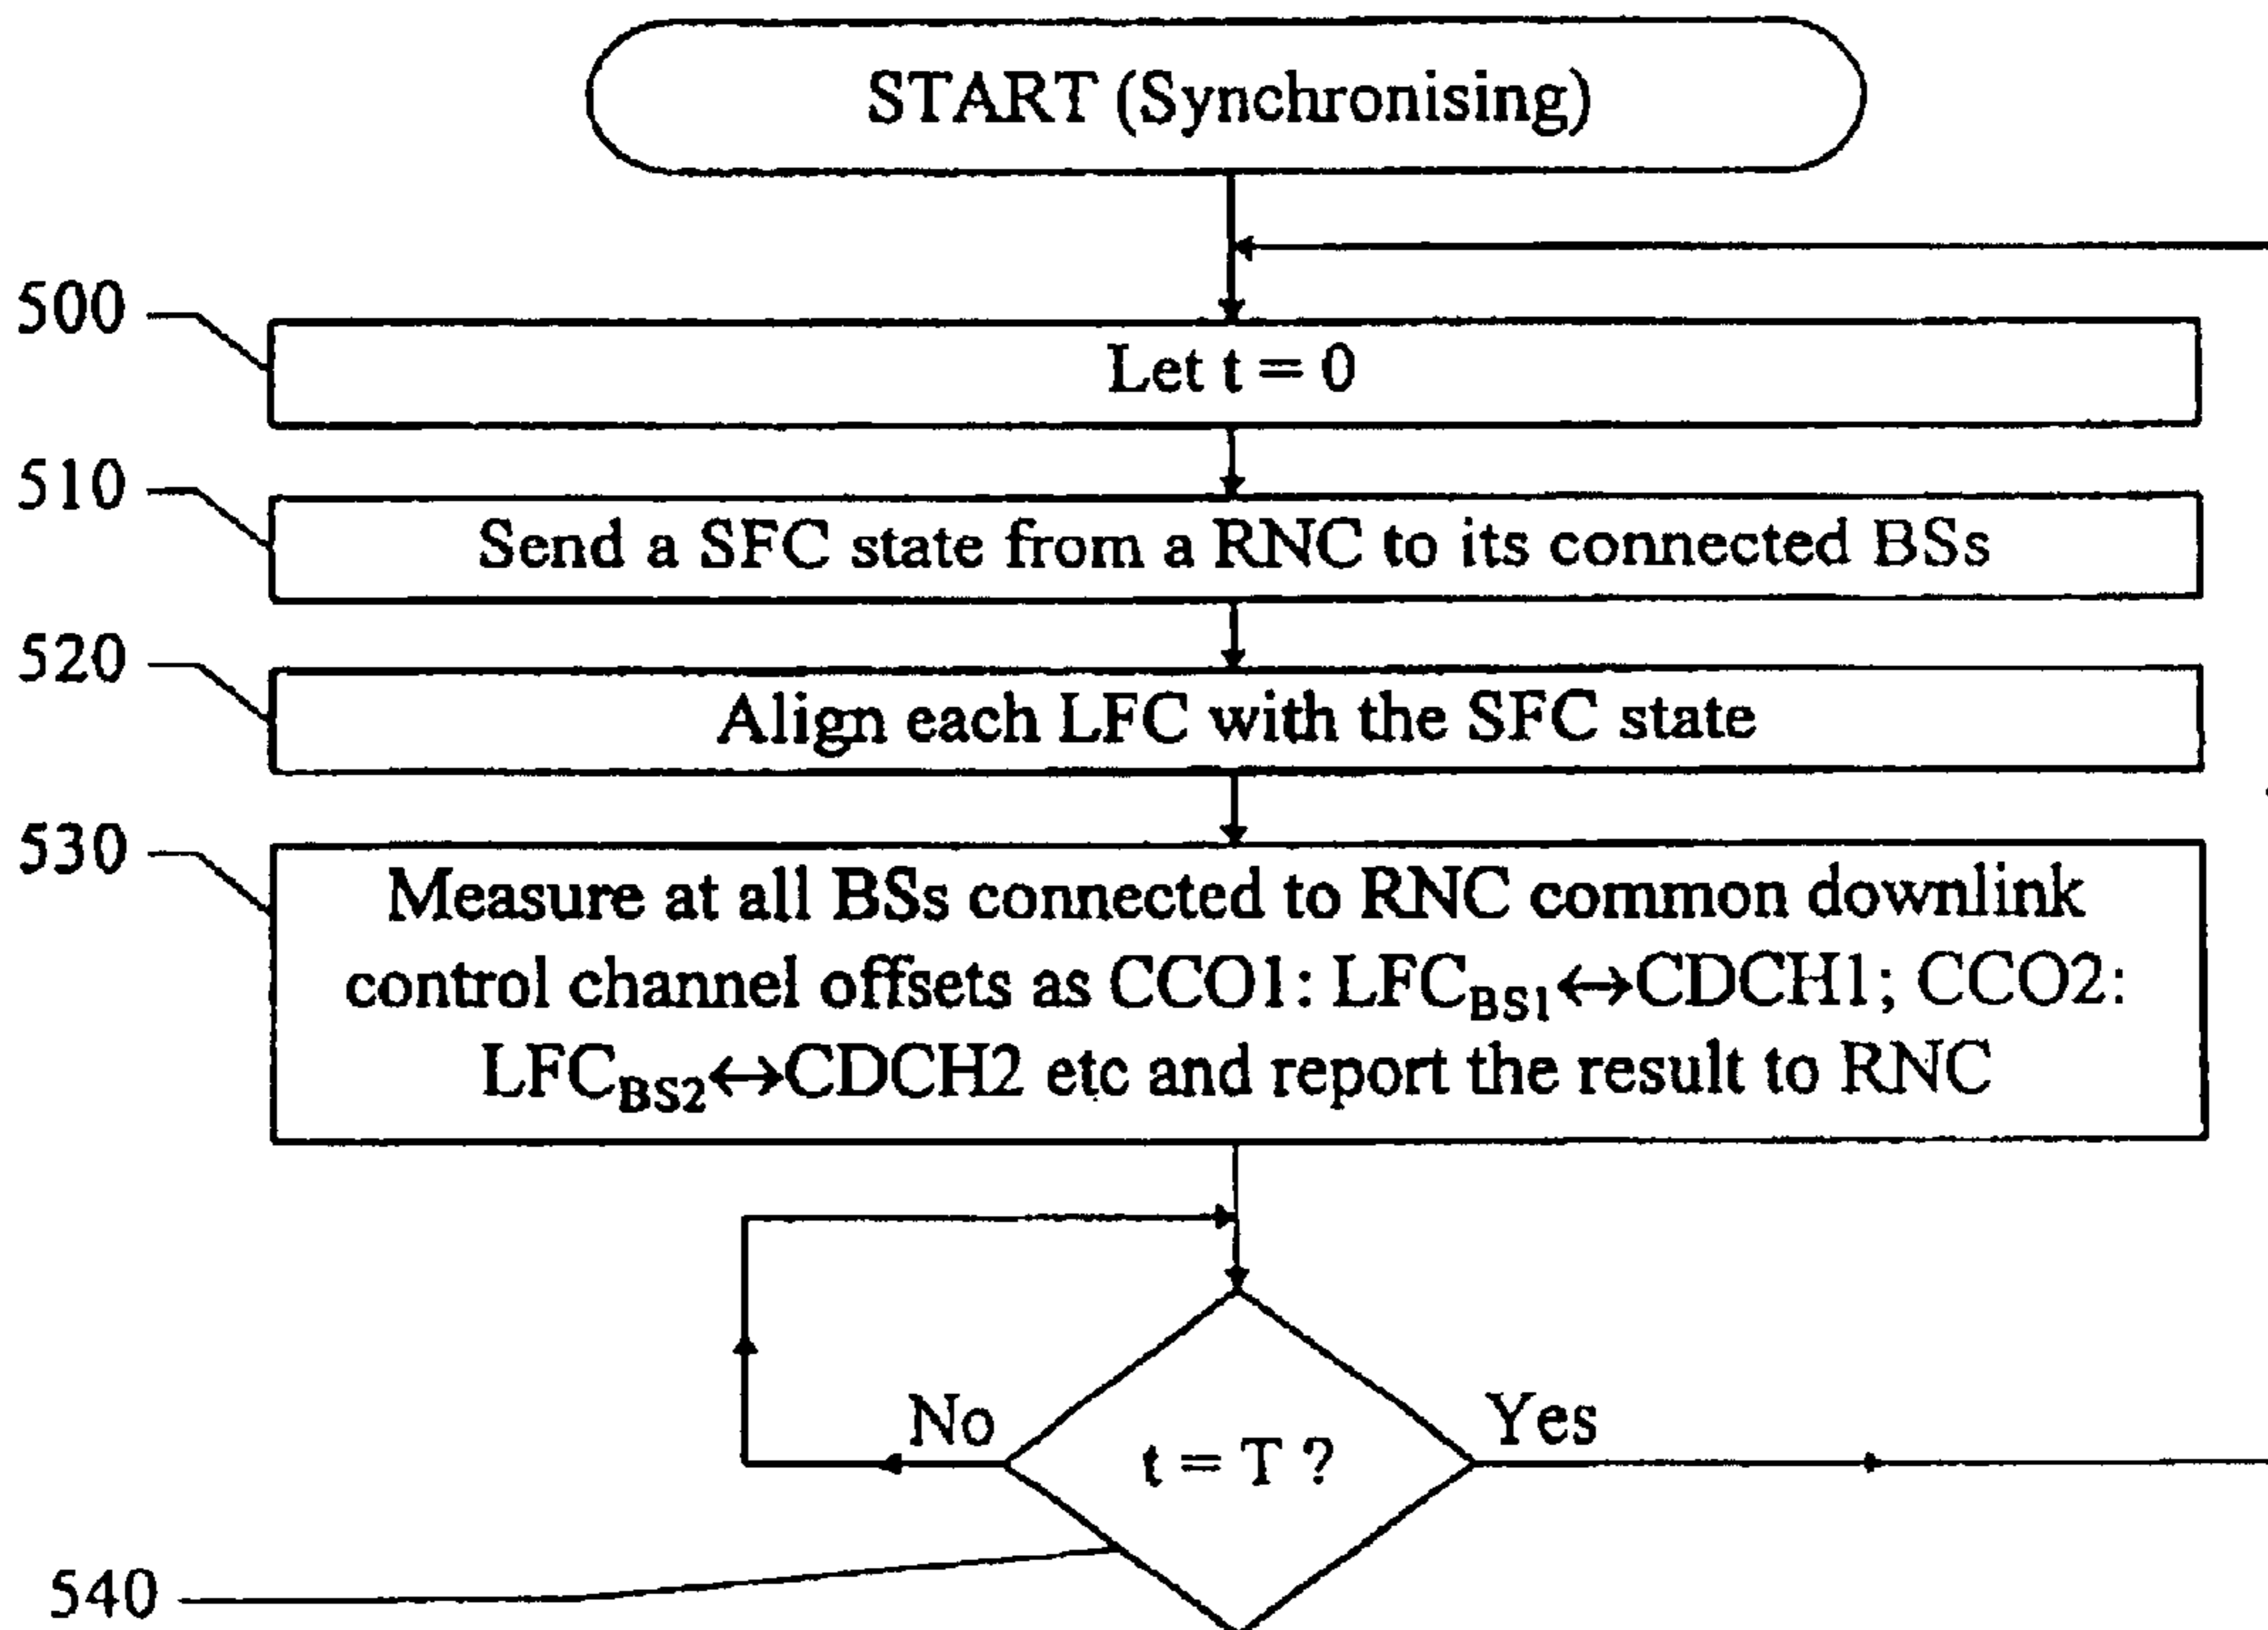 START (Synchronising)
500
Let t = 0
510
Send a SFC state from a RNC to its connected BSs
520
Align each LFC with the SFC state
530
Measure at all BSs connected to RNC common downlink
control channel offsets as CCO1: LFC_BS1↔CDCH1; CCO2:
LFC_BS2↔CDCH2 etc and report the result to RNC
No
Yes
t = T ?
540